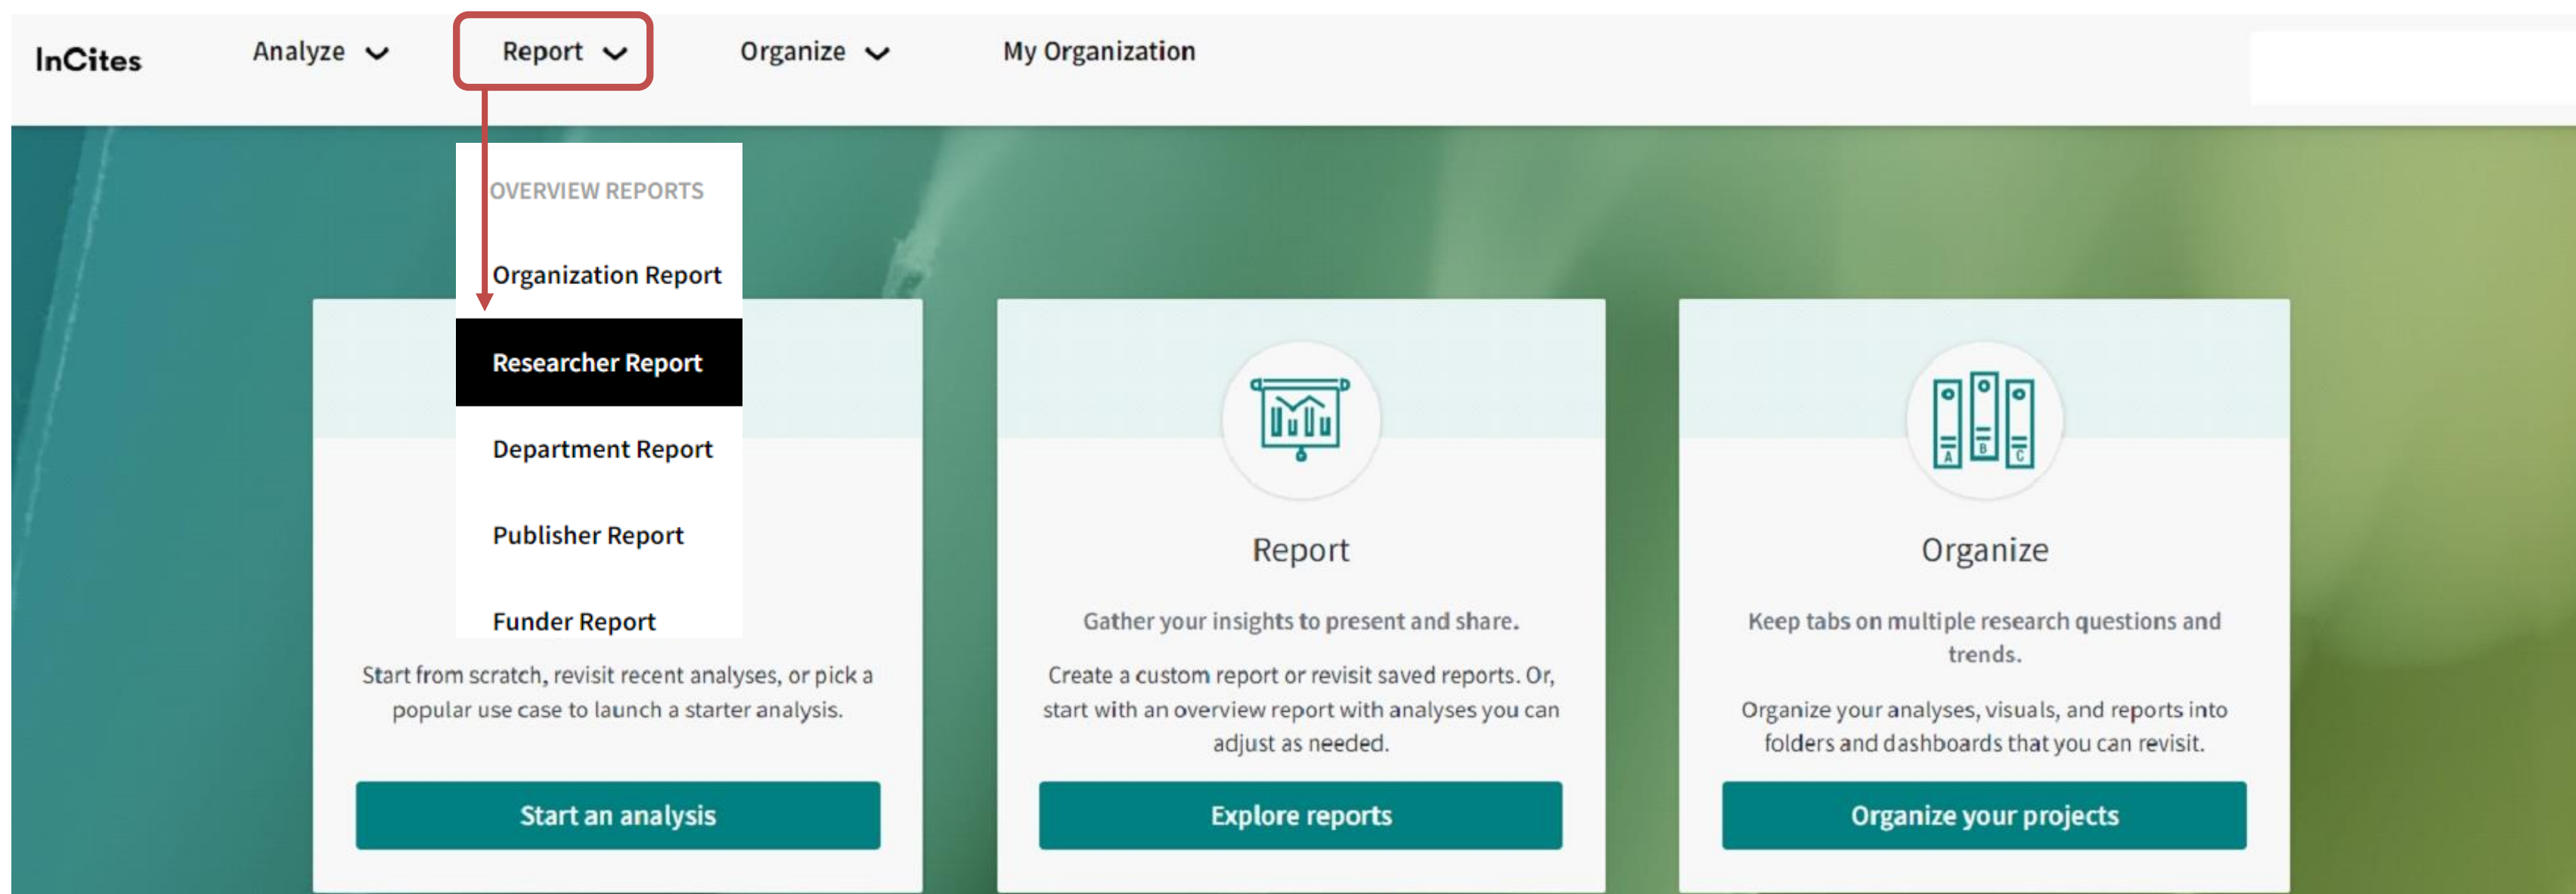 InCites
Analyze
Report
Organize
My Organization
OVERVIEW REPORTS
Organization Report
Researcher Report
Department Report
Publisher Report
Funder Report
Start from scratch, revisit recent analyses, or pick a
popular use case to launch a starter analysis.
Start an analysis
Report
Gather your insights to present and share.
Create a custom report or revisit saved reports. Or,
start with an overview report with analyses you can
adjust as needed.
Explore reports
A B C
Organize
Keep tabs on multiple research questions and
trends.
Organize your analyses, visuals, and reports into
folders and dashboards that you can revisit.
Organize your projects